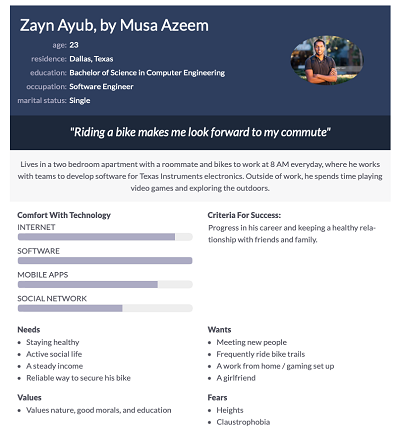 Zayn Ayub, by Musa Azeem
age: 23
residence: Dallas, Texas
education: Bachelor of Science in Computer Engineering
occupation: Software Engineer
marital status: Single
"Riding a bike makes me look forward to my commute"
Lives in a two bedroom apartment with a roommate and bikes to work at 8 AM everyday, where he works
with teams to develop software for Texas Instruments electronics. Outside of work, he spends time playing
video games and exploring the outdoors.
Comfort With Technology
INTERNET
SOFTWARE
MOBILE APPS
SOCIAL NETWORK
Criteria For Success:
Progress in his career and keeping a healthy rela-
tionship with friends and family.
Needs
• Staying healthy
• Active social life
• A steady income
• Reliable way to secure his bike
Wants
• Meeting new people
• Frequently ride bike trails
• A work from home / gaming set up
• A girlfriend
Values
• Values nature, good morals, and education
Fears
• Heights
• Claustrophobia